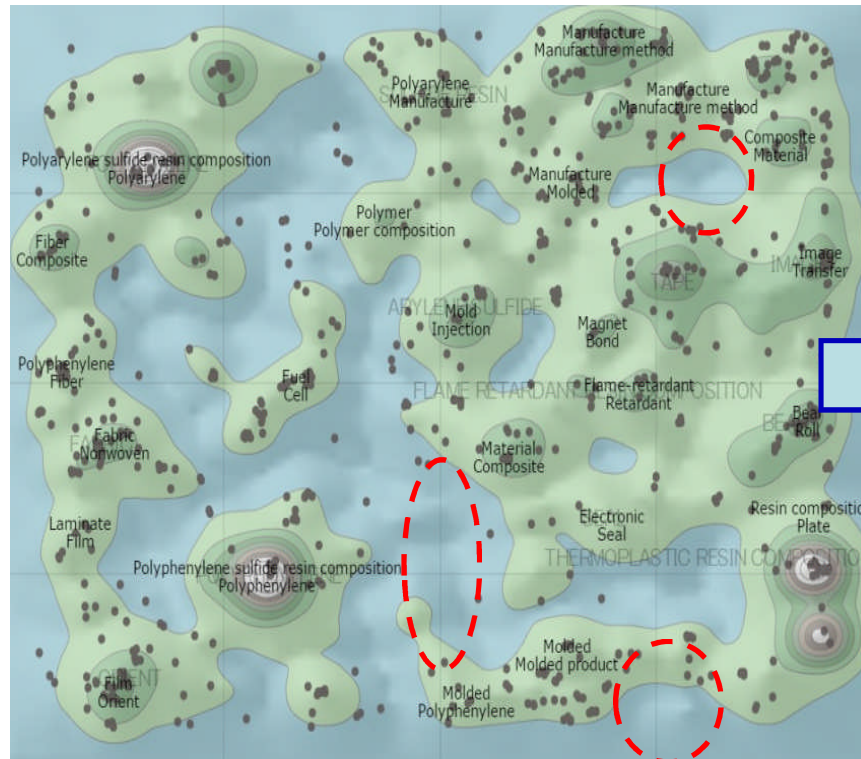 Manufacture
Manufacture method
Polyarylene
Manufacture
RESIN
Manufacture
Manufacture method
Composite
Material
Polyarylene sulfide resin composition
Polyarylene
Manufacture
Molded
Polymer
Polymer composition
Fiber
Composite
Image
Transfer
TAPE
ARYLENE SULFIDE
Mold
Injection
Magnet
Bond
Polyphenylene
Fiber
Fuel
Cell
FLAME RETARDANT
Flame-retardant
Retardant
Bear
Roll
Fabric
Nonwoven
Material
Composite
Laminate
Film
Electronic
Seal
Resin composition
Plate
THERMOPLASTIC RESIN COMPOSITIO
Polyphenylene sulfide resin composition
Polyphenylene
Molded
Molded product
Film
Orient
Molded
Polyphenylene